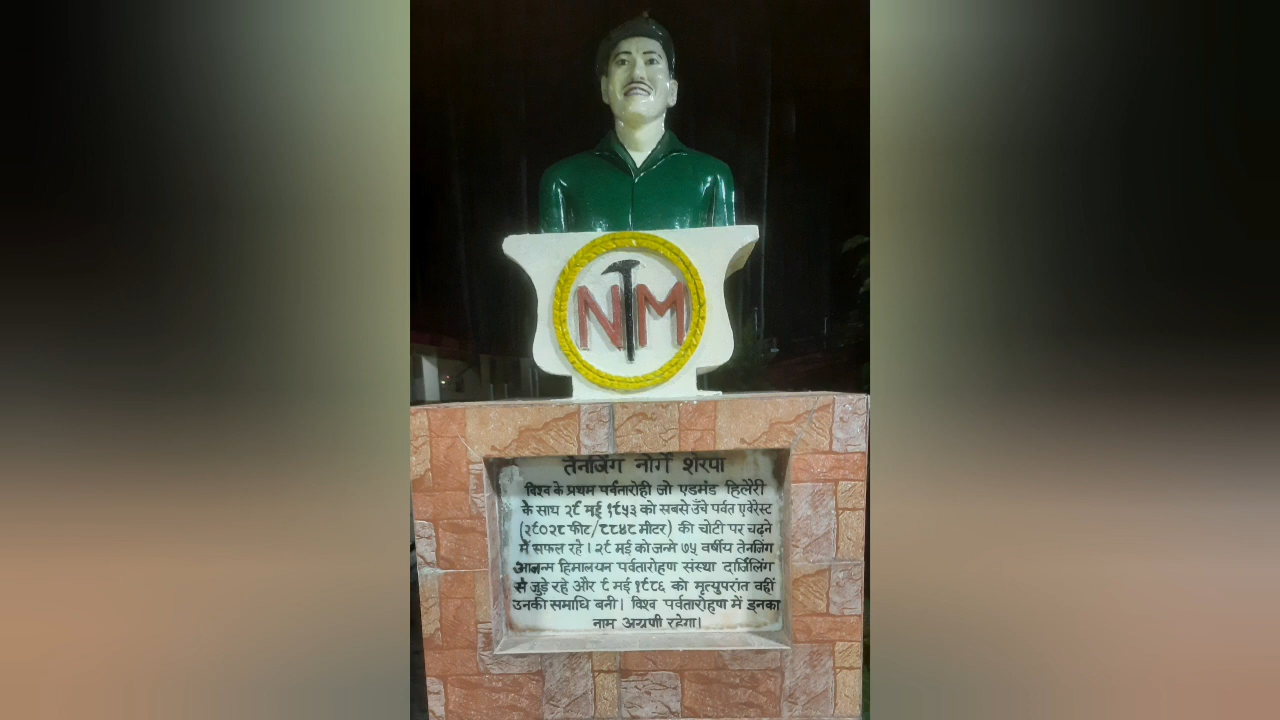 NTM
तेनजिंग नोर्गे शेरपा
विश्व के प्रथम पर्वतारोही जो एडमंड हिलैरी
के साथ २९ मई १९५३ को सबसे उँचे पर्वत एवेरेस्ट
(२९०२८ फीट/८८४८ मीटर) की चोटी पर चढ़ने
में सफल रहे। २९ मई को जन्मे ७५ वर्षीय तेनजिंग
आजन्म हिमालयन पर्वतारोहण संस्था दार्जिलिंग
से जुड़े रहे और ९ मई १९८६ को मृत्युपरांत वहीं
उनकी समाधि बनी। विश्व पर्वतारोहण में इनका
नाम अग्रणी रहेगा।